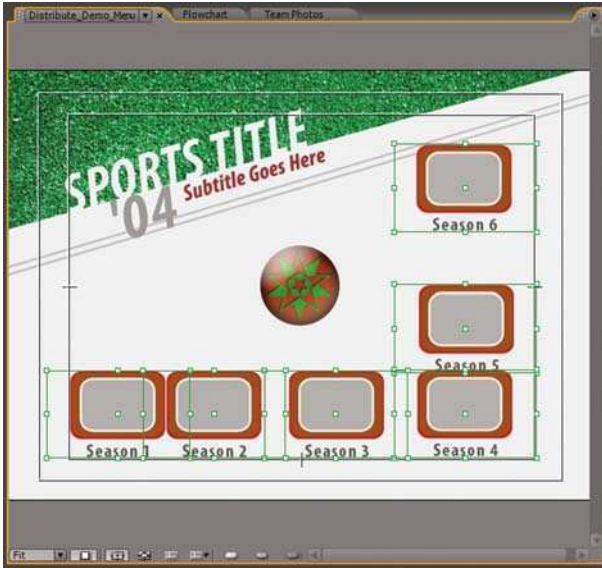 Distribute_Demo_Menu Flowchart Team Photos
SPORTS TITLE
'04 Subtitle Goes Here
Season 6
Season 5
Season 1 Season 2 Season 3 Season 4
Fit